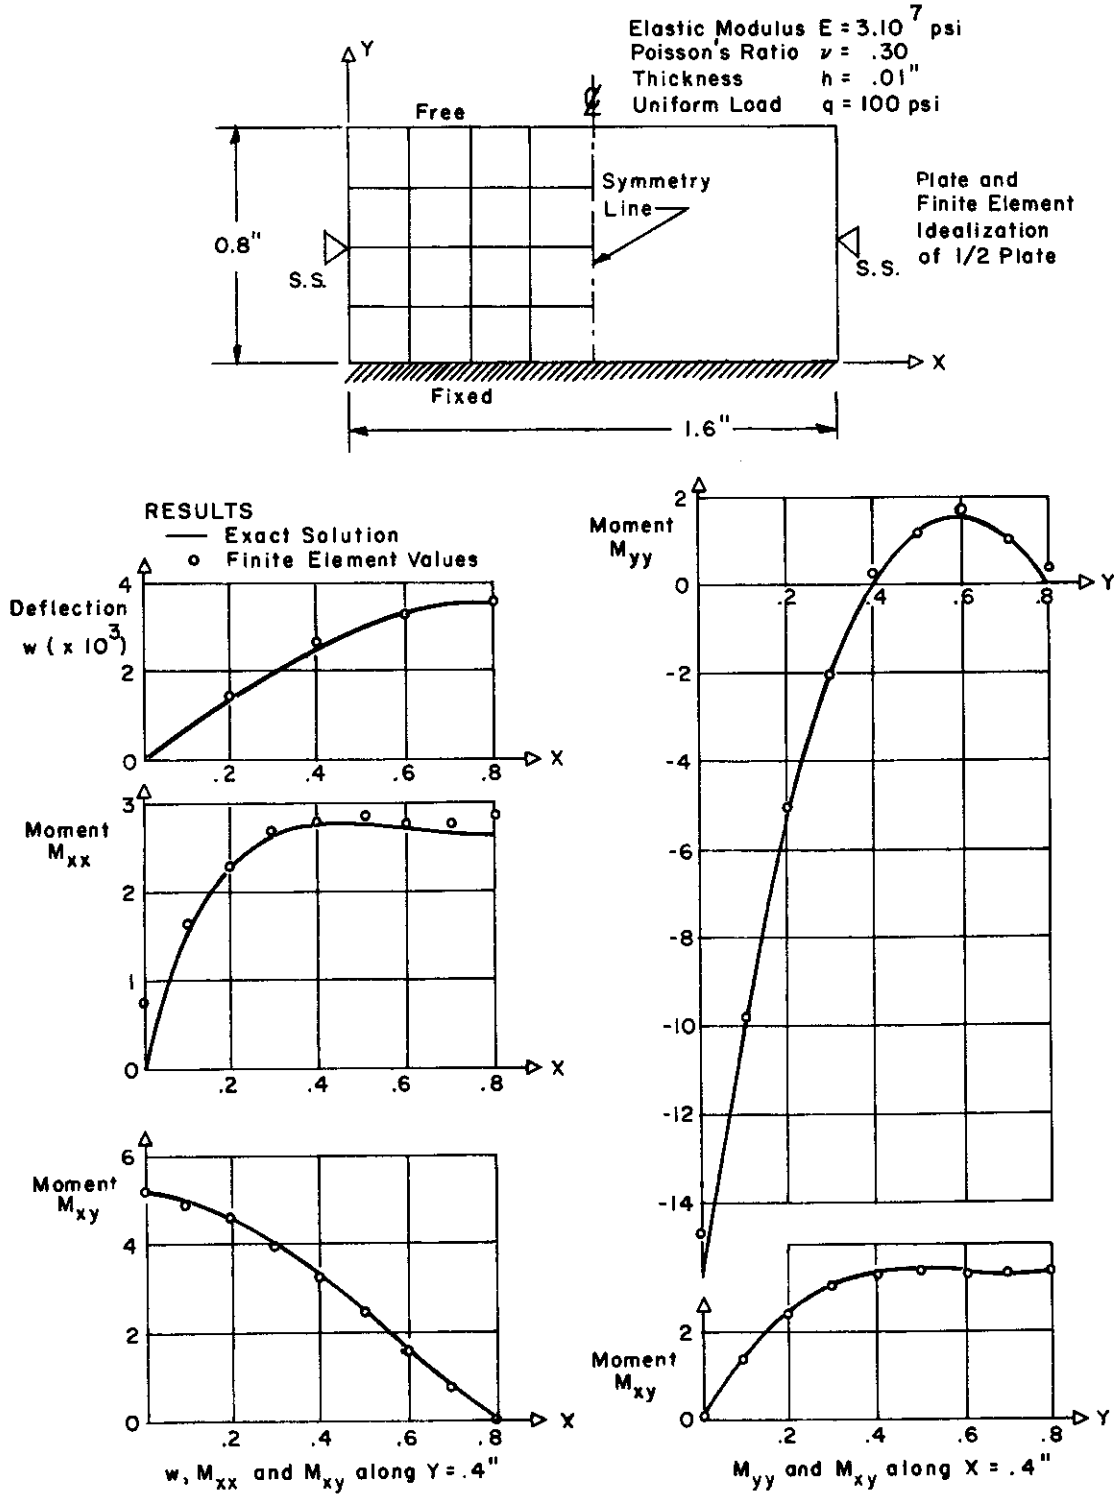 Elastic Modulus E = 3.10⁷ psi
Poisson's Ratio ν = .30
Thickness h = .01"
Uniform Load q = 100 psi
Y
Free
℄
Symmetry
Line
Plate and
Finite Element
Idealization
of 1/2 Plate
0.8"
S.S.
S.S.
X
Fixed
1.6"
RESULTS
Exact Solution
Finite Element Values
Deflection
w ( x 10³)
4
2
0
.2 .4 .6 .8 X
Moment
Mxx
3
2
1
0
.2 .4 .6 .8 X
Moment
Mxy
6
4
2
0
.2 .4 .6 .8 X
w, Mxx and Mxy along Y = .4"
Moment
Myy
2
0
.2 .4 .6 .8 Y
-2
-4
-6
-8
-10
-12
-14
Moment
Mxy
2
0
.2 .4 .6 .8 Y
Myy and Mxy along X = .4"